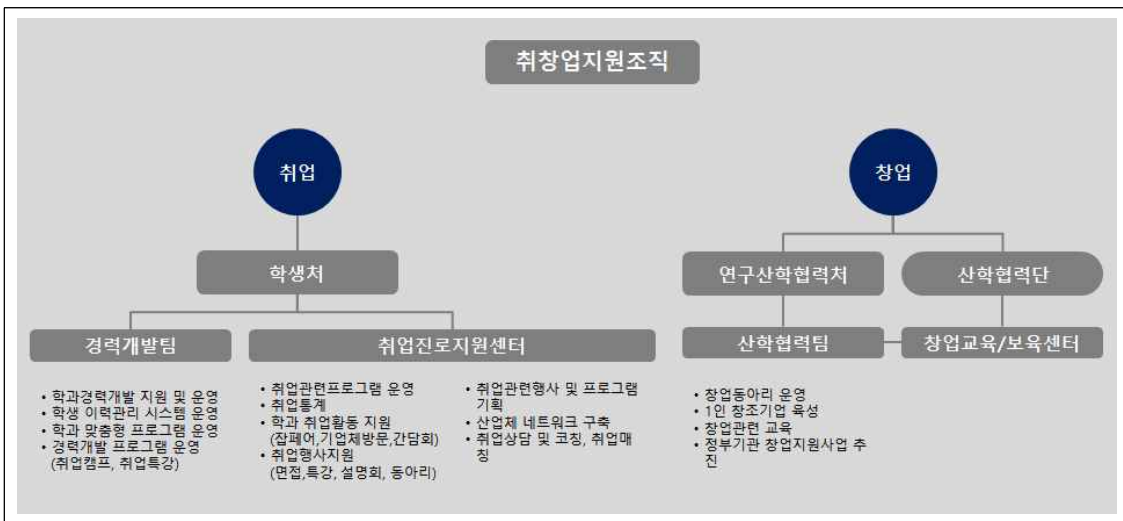 취창업지원조직
취업
창업
학생처
연구산학협력처
산학협력단
경력개발팀
취업진로지원센터
산학협력팀
창업교육/보육센터
• 학과경력개발 지원 및 운영
• 학생 이력관리 시스템 운영
• 학과 맞춤형 프로그램 운영
• 경력개발 프로그램 운영
(취업캠프, 취업특강)
• 취업관련프로그램 운영
• 취업통계
• 학과 취업활동 지원
(잡페어,기업체방문,간담회)
• 취업행사지원
(면접,특강, 설명회, 동아리)
• 취업관련행사 및 프로그램
기획
• 산업체 네트워크 구축
• 취업상담 및 코칭, 취업매
칭
• 창업동아리 운영
• 1인 창조기업 육성
• 창업관련 교육
• 정부기관 창업지원사업 추
진